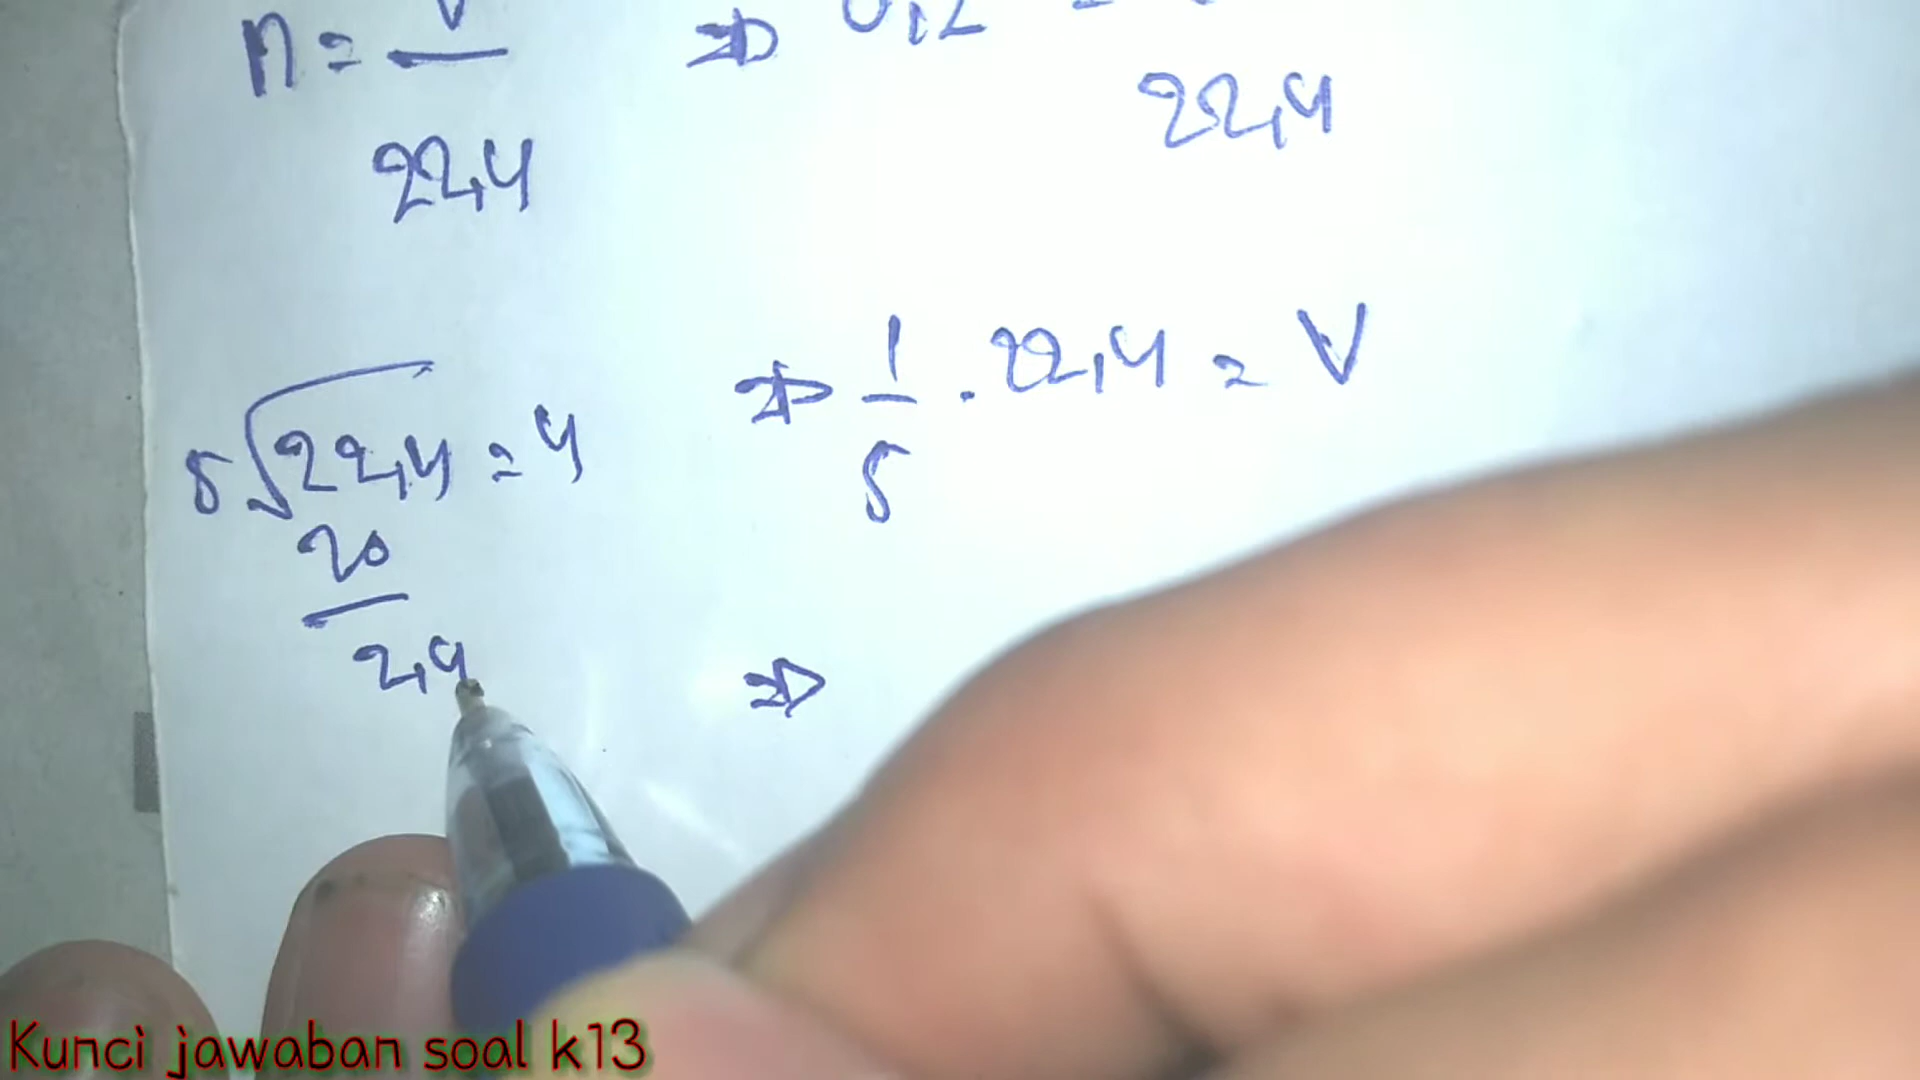 n = V/22,4 ⇒ 0,2 =
22,4
⇒ 1/5 . 22,4 = V
5√22,4 = 4
20
2,4 ⇒
Kunci jawaban soal k13